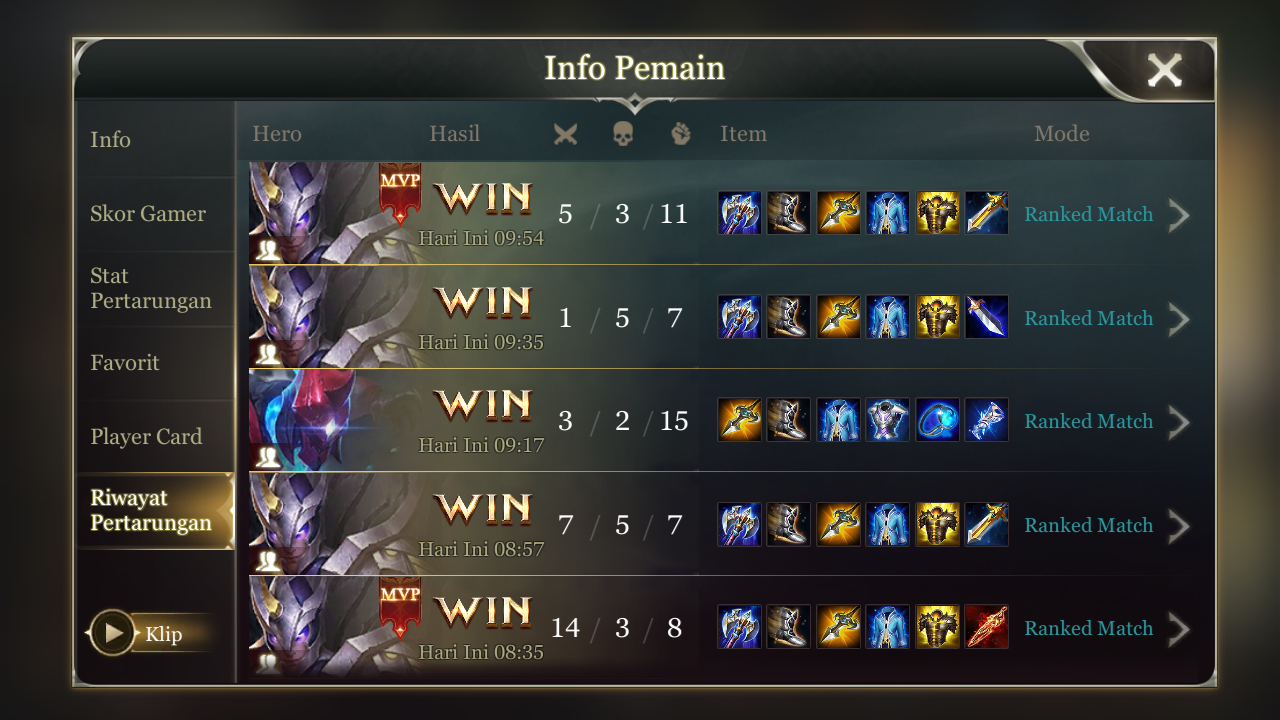 Info Pemain
Info
Skor Gamer
Stat
Pertarungan
Favorit
Player Card
Riwayat
Pertarungan
Klip
Hero Hasil Item Mode
MVP WIN 5 / 3 / 11 Ranked Match
Hari Ini 09:54
WIN 1 / 5 / 7 Ranked Match
Hari Ini 09:35
WIN 3 / 2 / 15 Ranked Match
Hari Ini 09:17
WIN 7 / 5 / 7 Ranked Match
Hari Ini 08:57
MVP WIN 14 / 3 / 8 Ranked Match
Hari Ini 08:35